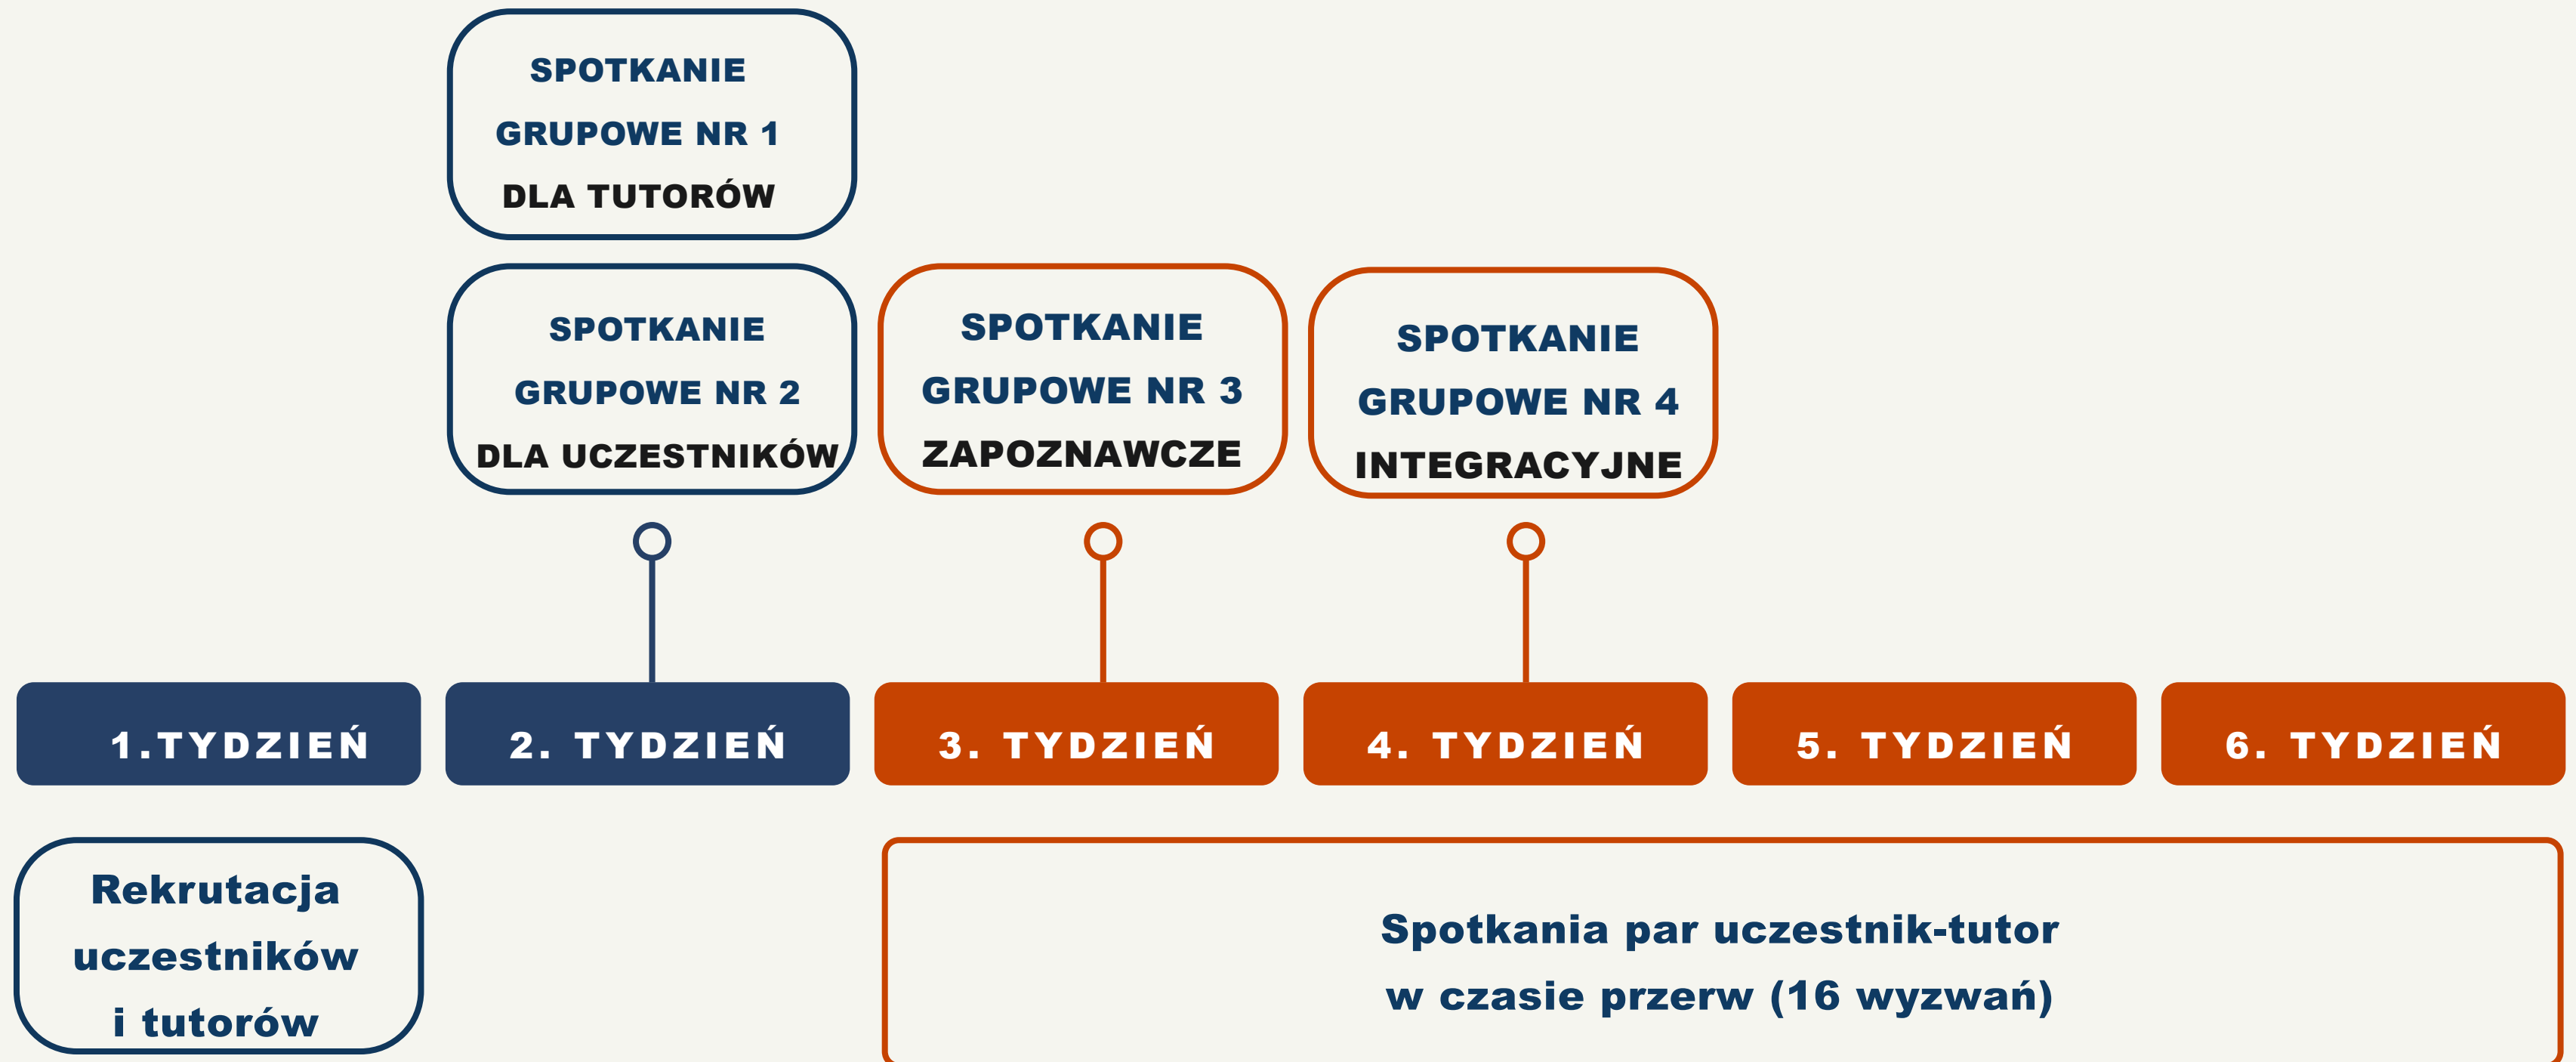 SPOTKANIE
GRUPOWE NR 1
DLA TUTORÓW
SPOTKANIE
GRUPOWE NR 2
DLA UCZESTNIKÓW
SPOTKANIE
GRUPOWE NR 3
ZAPOZNAWCZE
SPOTKANIE
GRUPOWE NR 4
INTEGRACYJNE
1.TYDZIEŃ
2. TYDZIEŃ
3. TYDZIEŃ
4. TYDZIEŃ
5. TYDZIEŃ
6. TYDZIEŃ
Rekrutacja
uczestników
i tutorów
Spotkania par uczestnik-tutor
w czasie przerw (16 wyzwań)